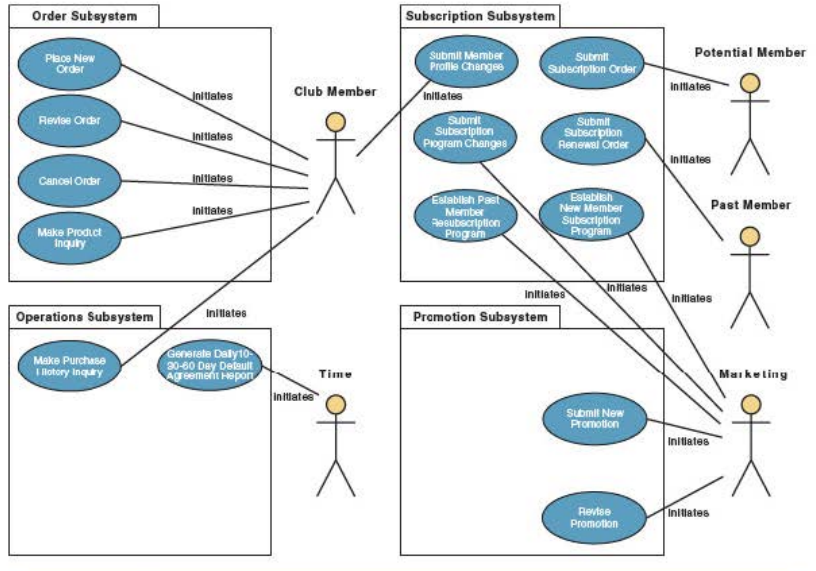 Order Subsystem
Place New
Order
Revise Order
Cancel Order
Make Product
Inquiry
Initiates
Initiates
Initiates
Initiates
Club Member
Subscription Subsystem
Submit Member
Profile Changes
Submit
Subscription Order
Submit
Subscription
Program Changes
Submit
Subscription
Renewal Order
Establish Past
Member
Resubscription
Program
Establish
New Member
Subscription
Program
Initiates
Potential Member
Initiates
Initiates
Past Member
Initiates
Initiates
Initiates
Operations Subsystem
Make Purchase
History Inquiry
Generate Daily10-
30-60 Day Default
Agreement Report
Initiates
Initiates
Time
Promotion Subsystem
Submit New
Promotion
Revise
Promotion
Initiates
Initiates
Marketing